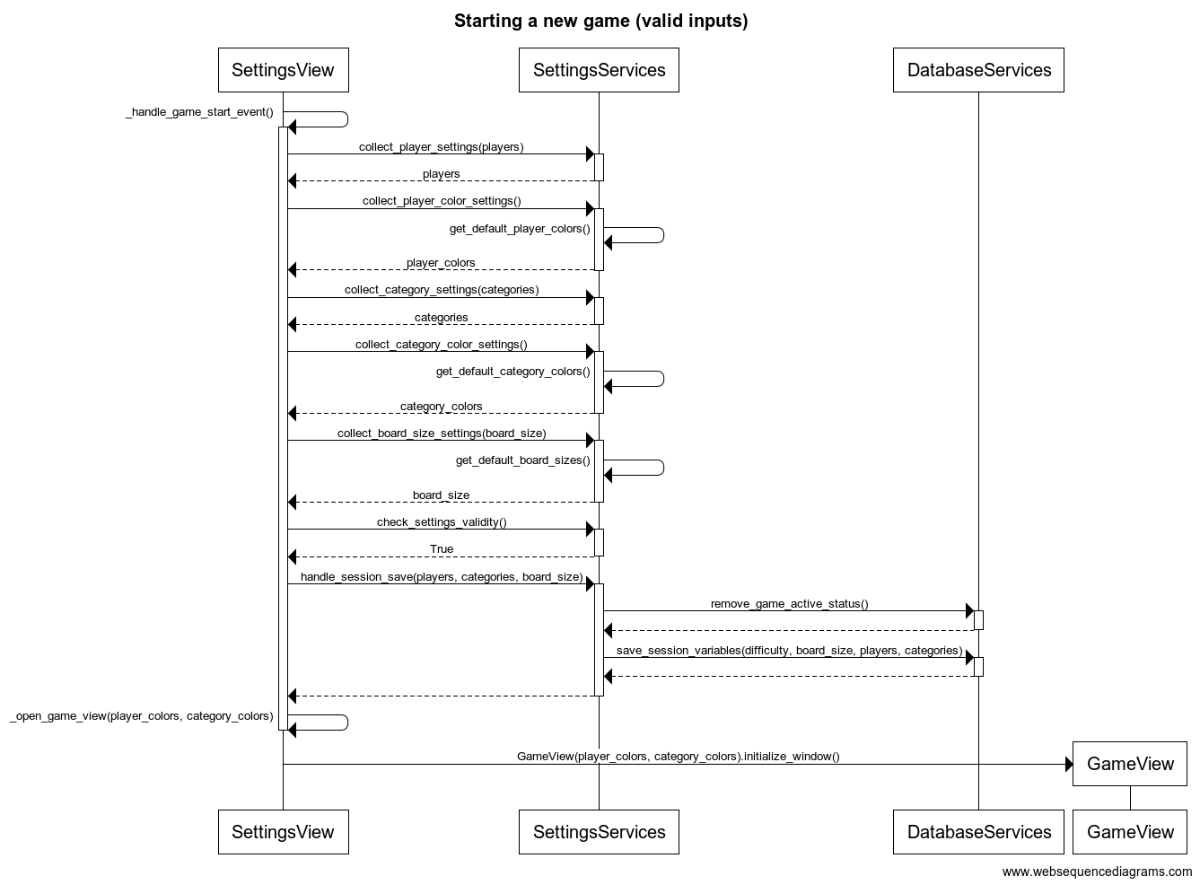 Starting a new game (valid inputs)
SettingsView
SettingsServices
DatabaseServices
_handle_game_start_event()
collect_player_settings(players)
players
collect_player_color_settings()
get_default_player_colors()
player_colors
collect_category_settings(categories)
categories
collect_category_color_settings()
get_default_category_colors()
category_colors
collect_board_size_settings(board_size)
get_default_board_sizes()
board_size
check_settings_validity()
True
handle_session_save(players, categories, board_size)
remove_game_active_status()
save_session_variables(difficulty, board_size, players, categories)
_open_game_view(player_colors, category_colors)
GameView(player_colors, category_colors).initialize_window()
GameView
SettingsView
SettingsServices
DatabaseServices
GameView
www.websequencediagrams.com